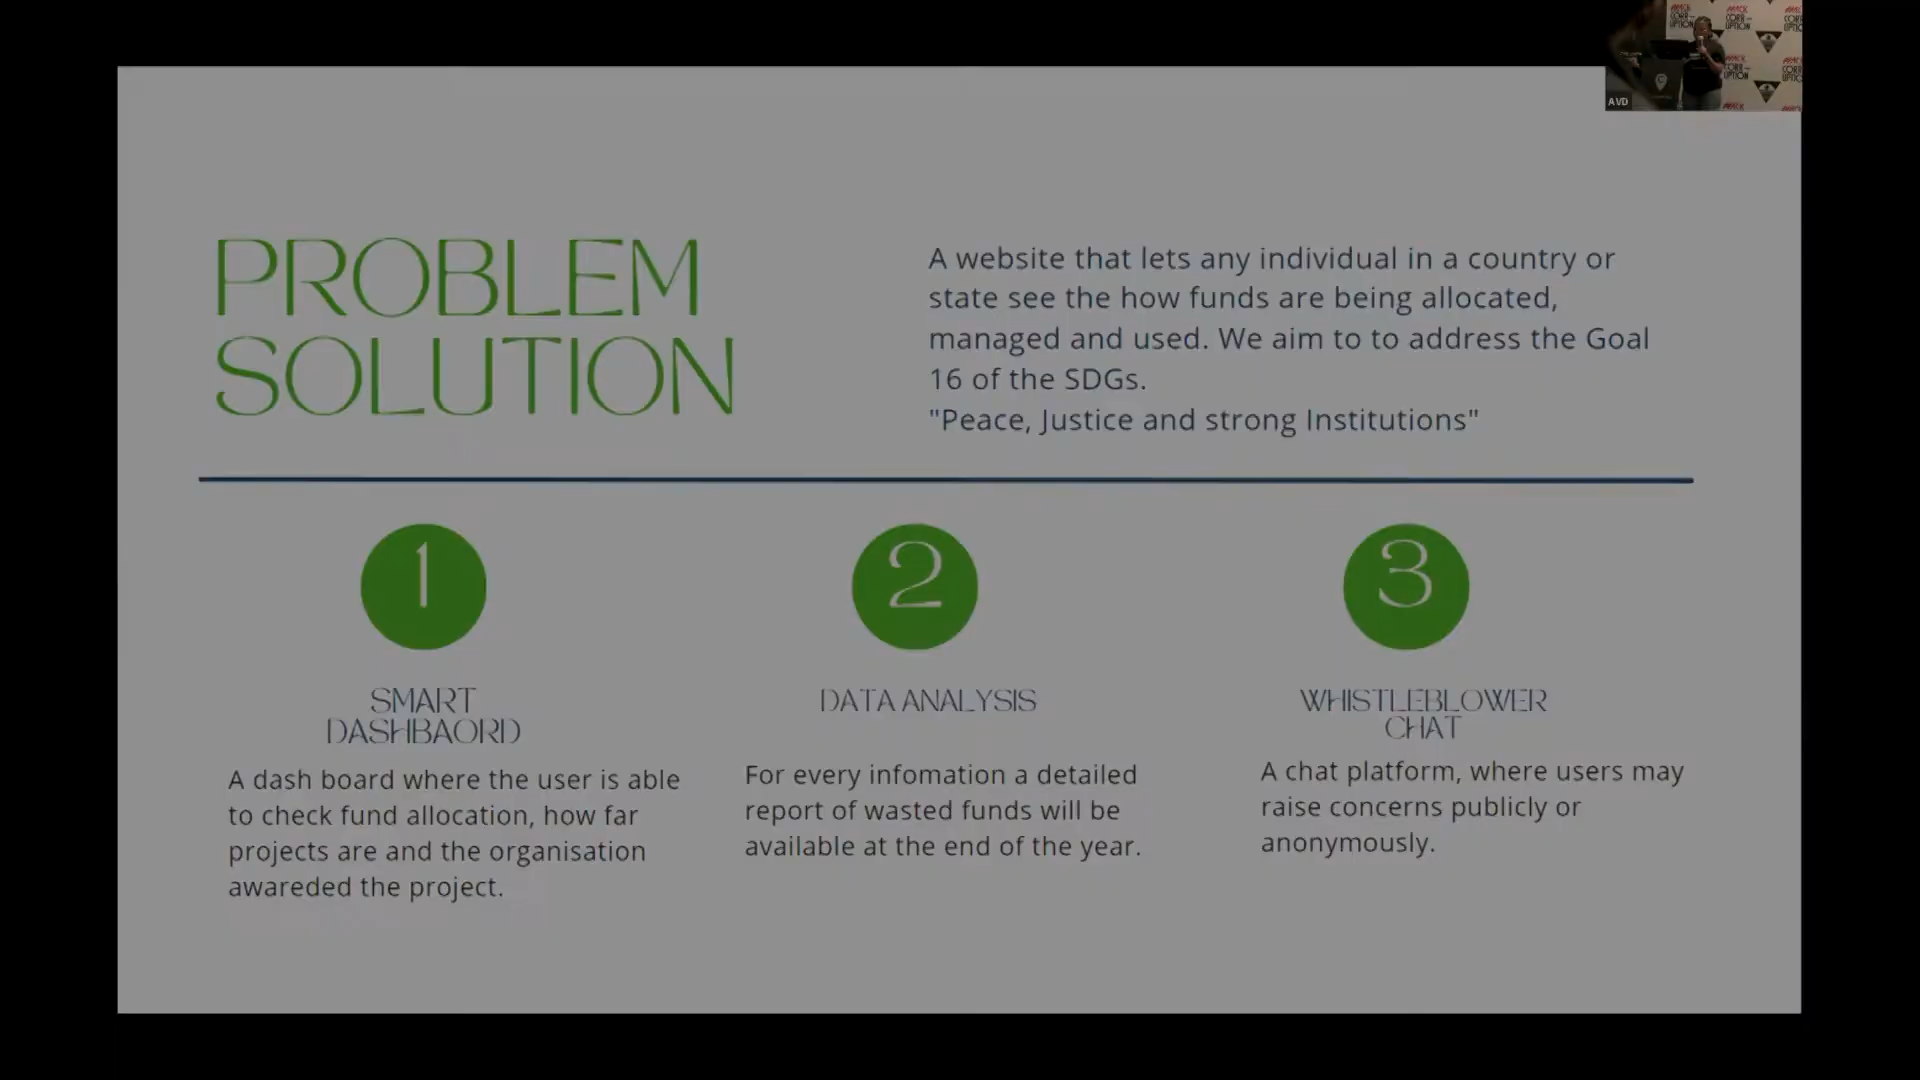 PROBLEM
SOLUTION
A website that lets any individual in a country or
state see the how funds are being allocated,
managed and used. We aim to to address the Goal
16 of the SDGs.
"Peace, Justice and strong Institutions"
1
SMART
DASHBAORD
A dash board where the user is able
to check fund allocation, how far
projects are and the organisation
awareded the project.
2
DATA ANALYSIS
For every infomation a detailed
report of wasted funds will be
available at the end of the year.
3
WHISTLEBLOWER
CHAT
A chat platform, where users may
raise concerns publicly or
anonymously.
AVD